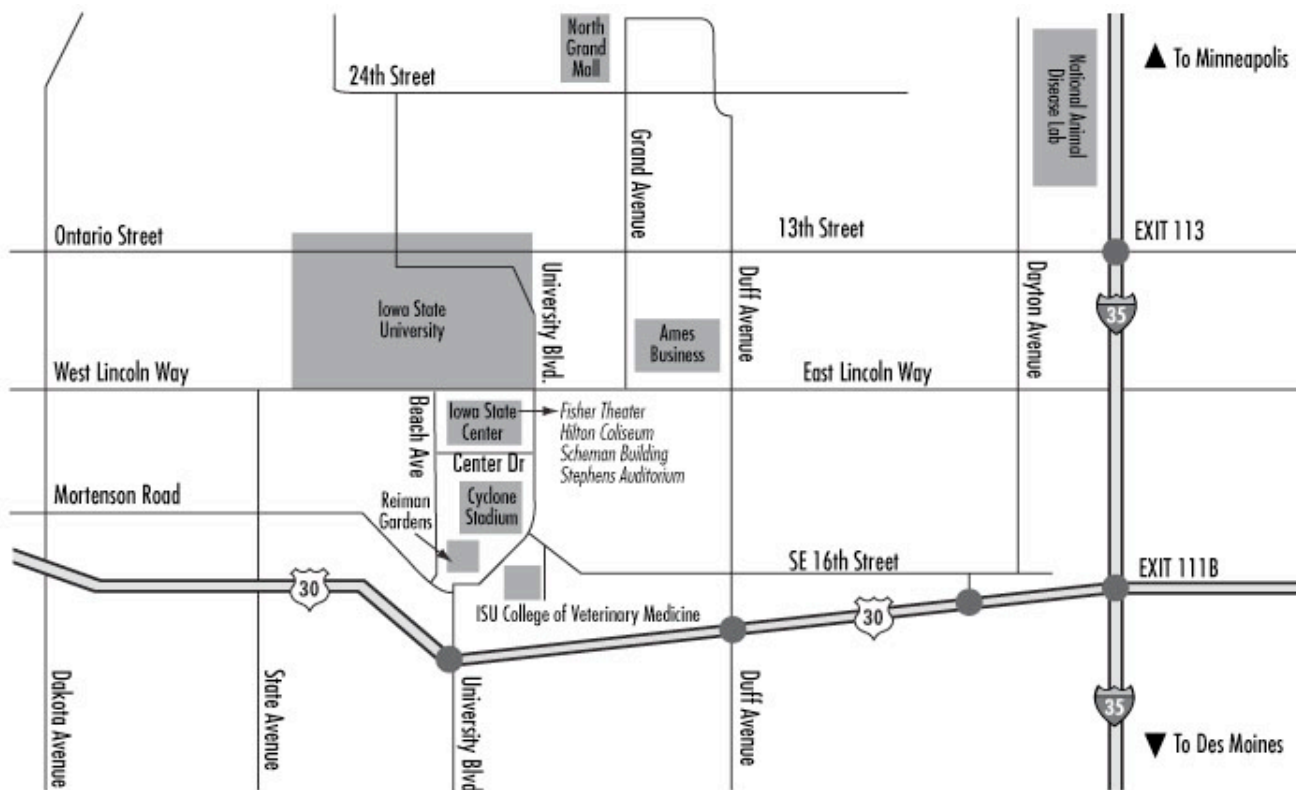 North
Grand
Mall
To Minneapolis
24th Street
National Animal
Disease Lab
Grand Avenue
Ontario Street
13th Street
EXIT 113
University Blvd.
Duff Avenue
Dayton Avenue
Iowa State
University
35
Ames
Business
West Lincoln Way
East Lincoln Way
Beach Ave
Iowa State
Center
Fisher Theater
Hilton Coliseum
Scheman Building
Stephens Auditorium
Center Dr
Mortenson Road
Reiman
Gardens
Cyclone
Stadium
SE 16th Street
EXIT 111B
30
ISU College of Veterinary Medicine
30
Dakota Avenue
State Avenue
University Blvd
Duff Avenue
35
To Des Moines